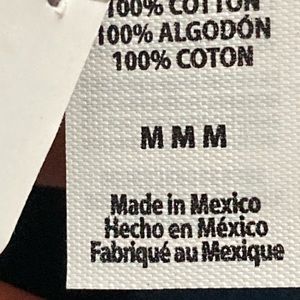 100% COTTON
100% ALGODÓN
100% COTON
M M M
Made in Mexico
Hecho en México
Fabriqué au Mexique